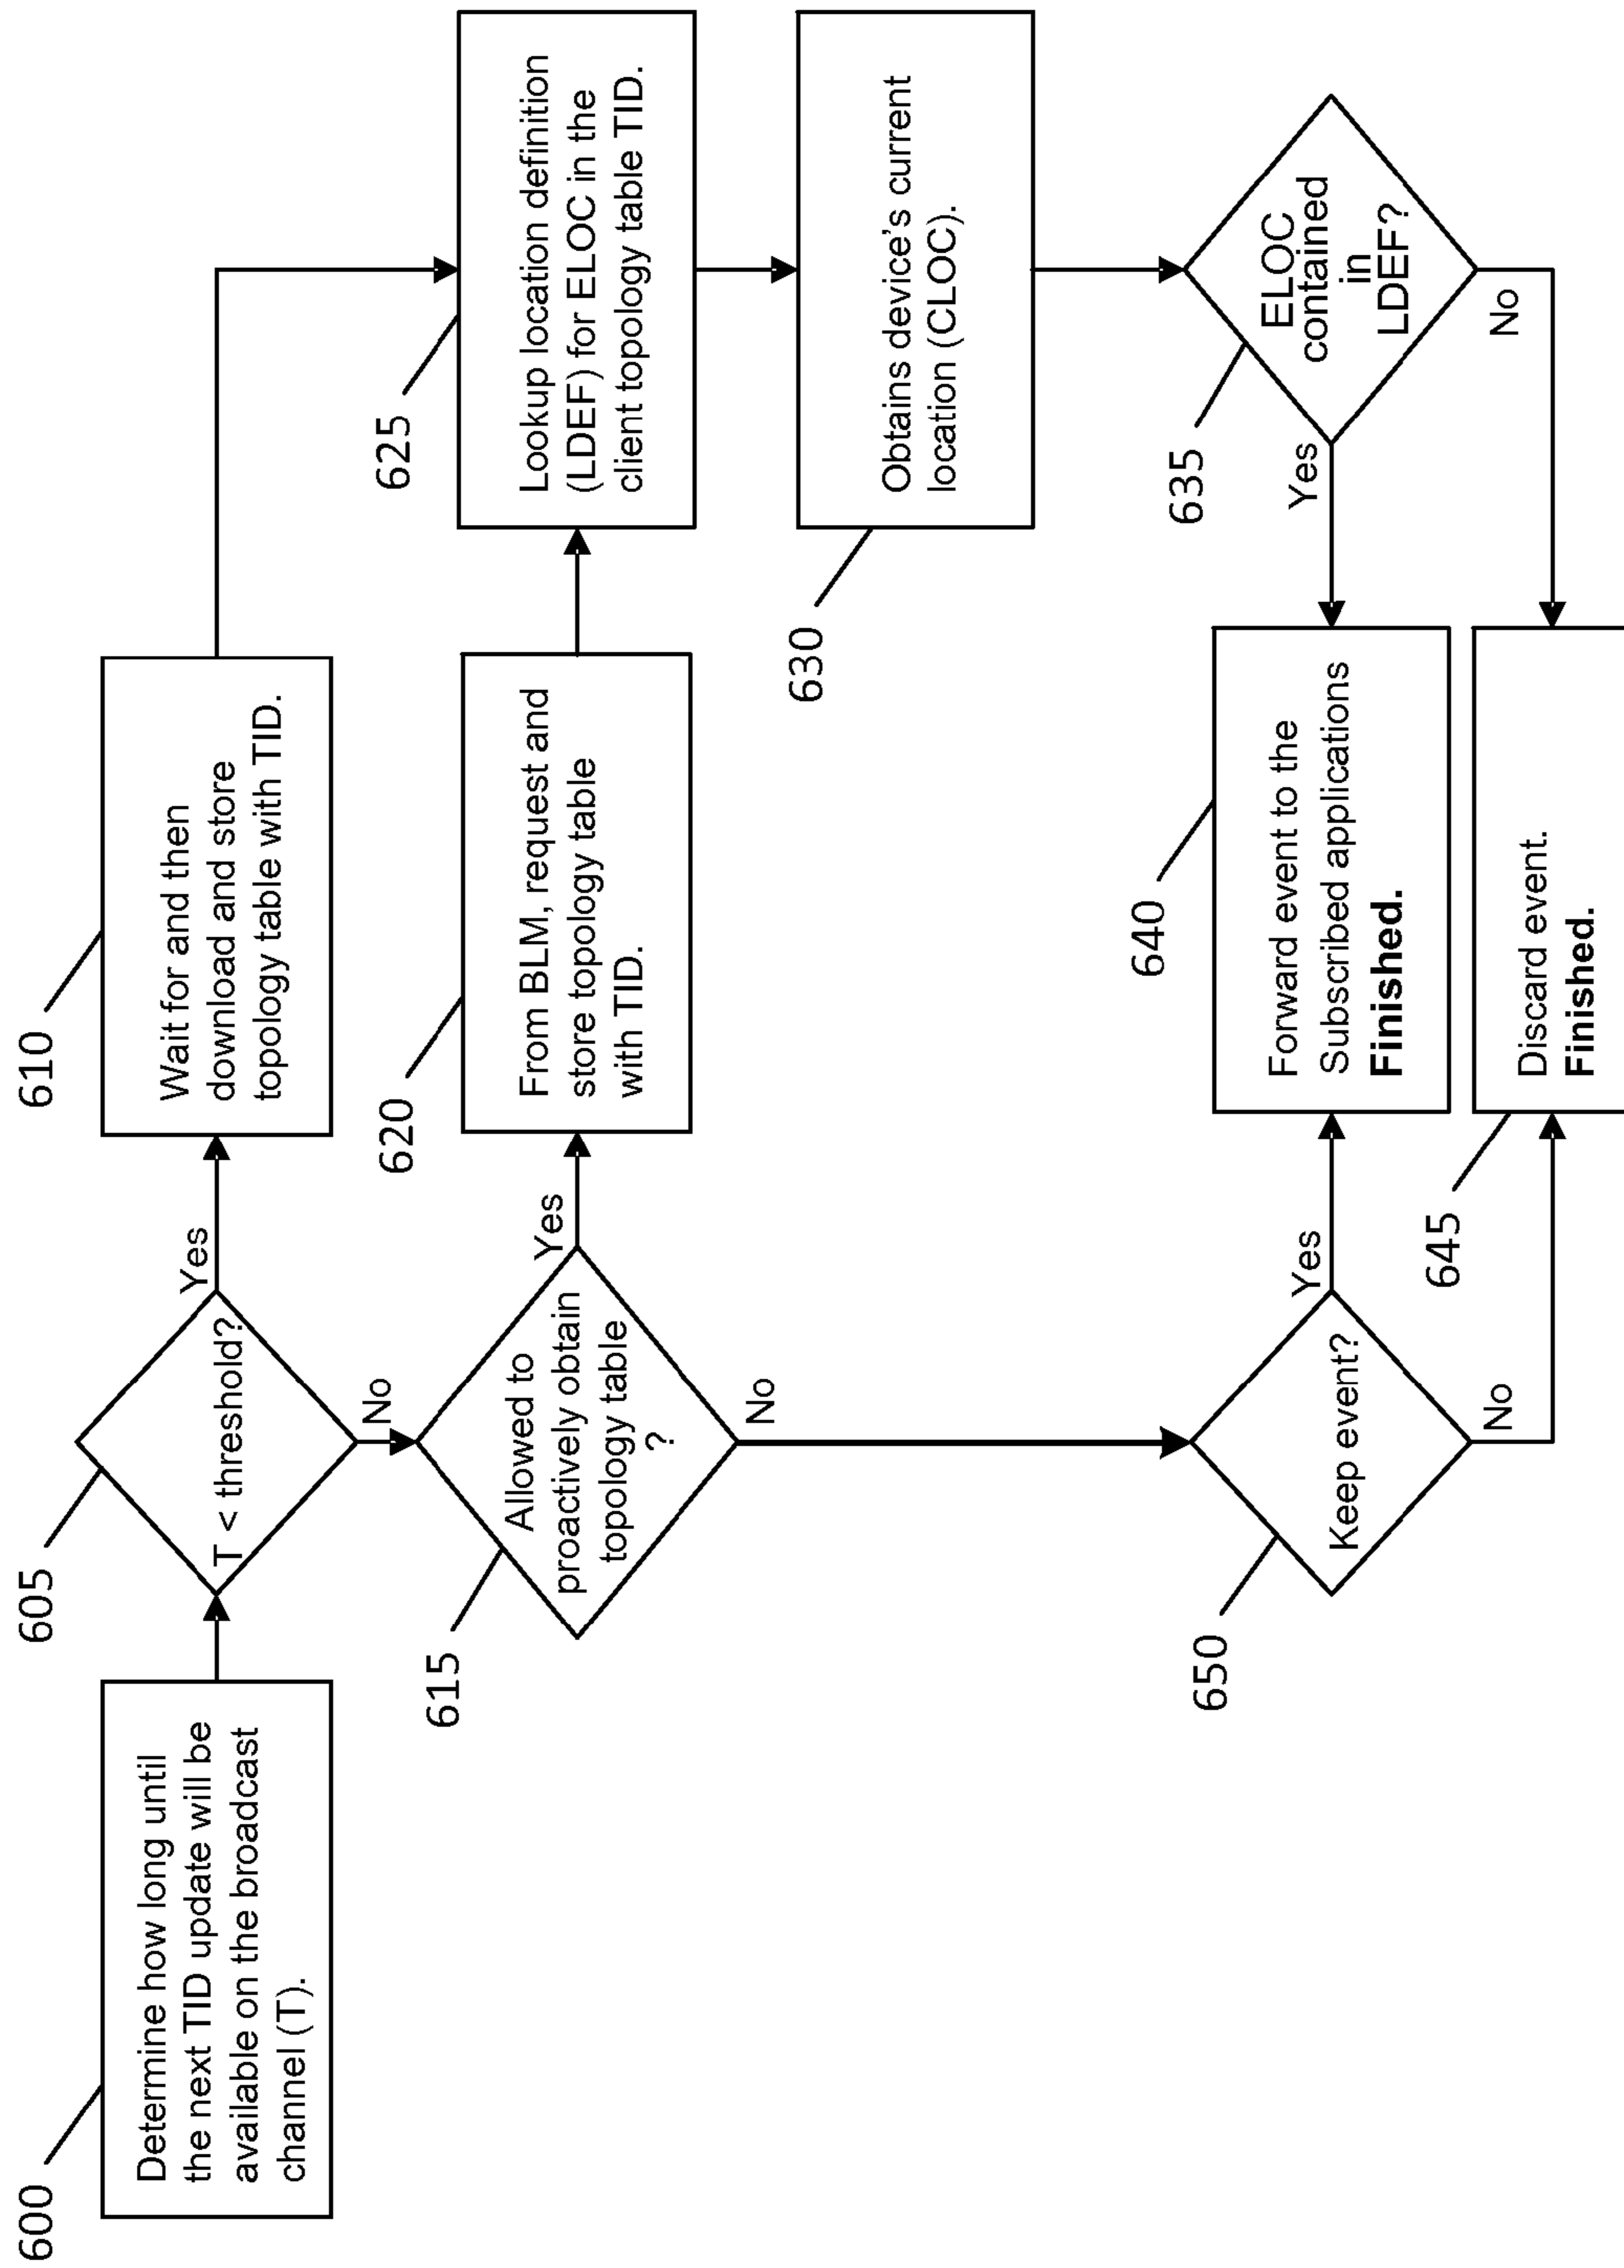 600
Determine how long until
the next TID update will be
available on the broadcast
channel (T).
605
T < threshold?
Yes
No
610
Wait for and then
download and store
topology table with TID.
615
Allowed to
proactively obtain
topology table
?
Yes
No
620
From BLM, request and
store topology table
with TID.
625
Lookup location definition
(LDEF) for ELOC in the
client topology table TID.
630
Obtains device's current
location (CLOC).
635
ELOC
contained
in
LDEF?
Yes
No
640
Forward event to the
Subscribed applications
Finished.
645
Discard event.
Finished.
650
Keep event?
Yes
No